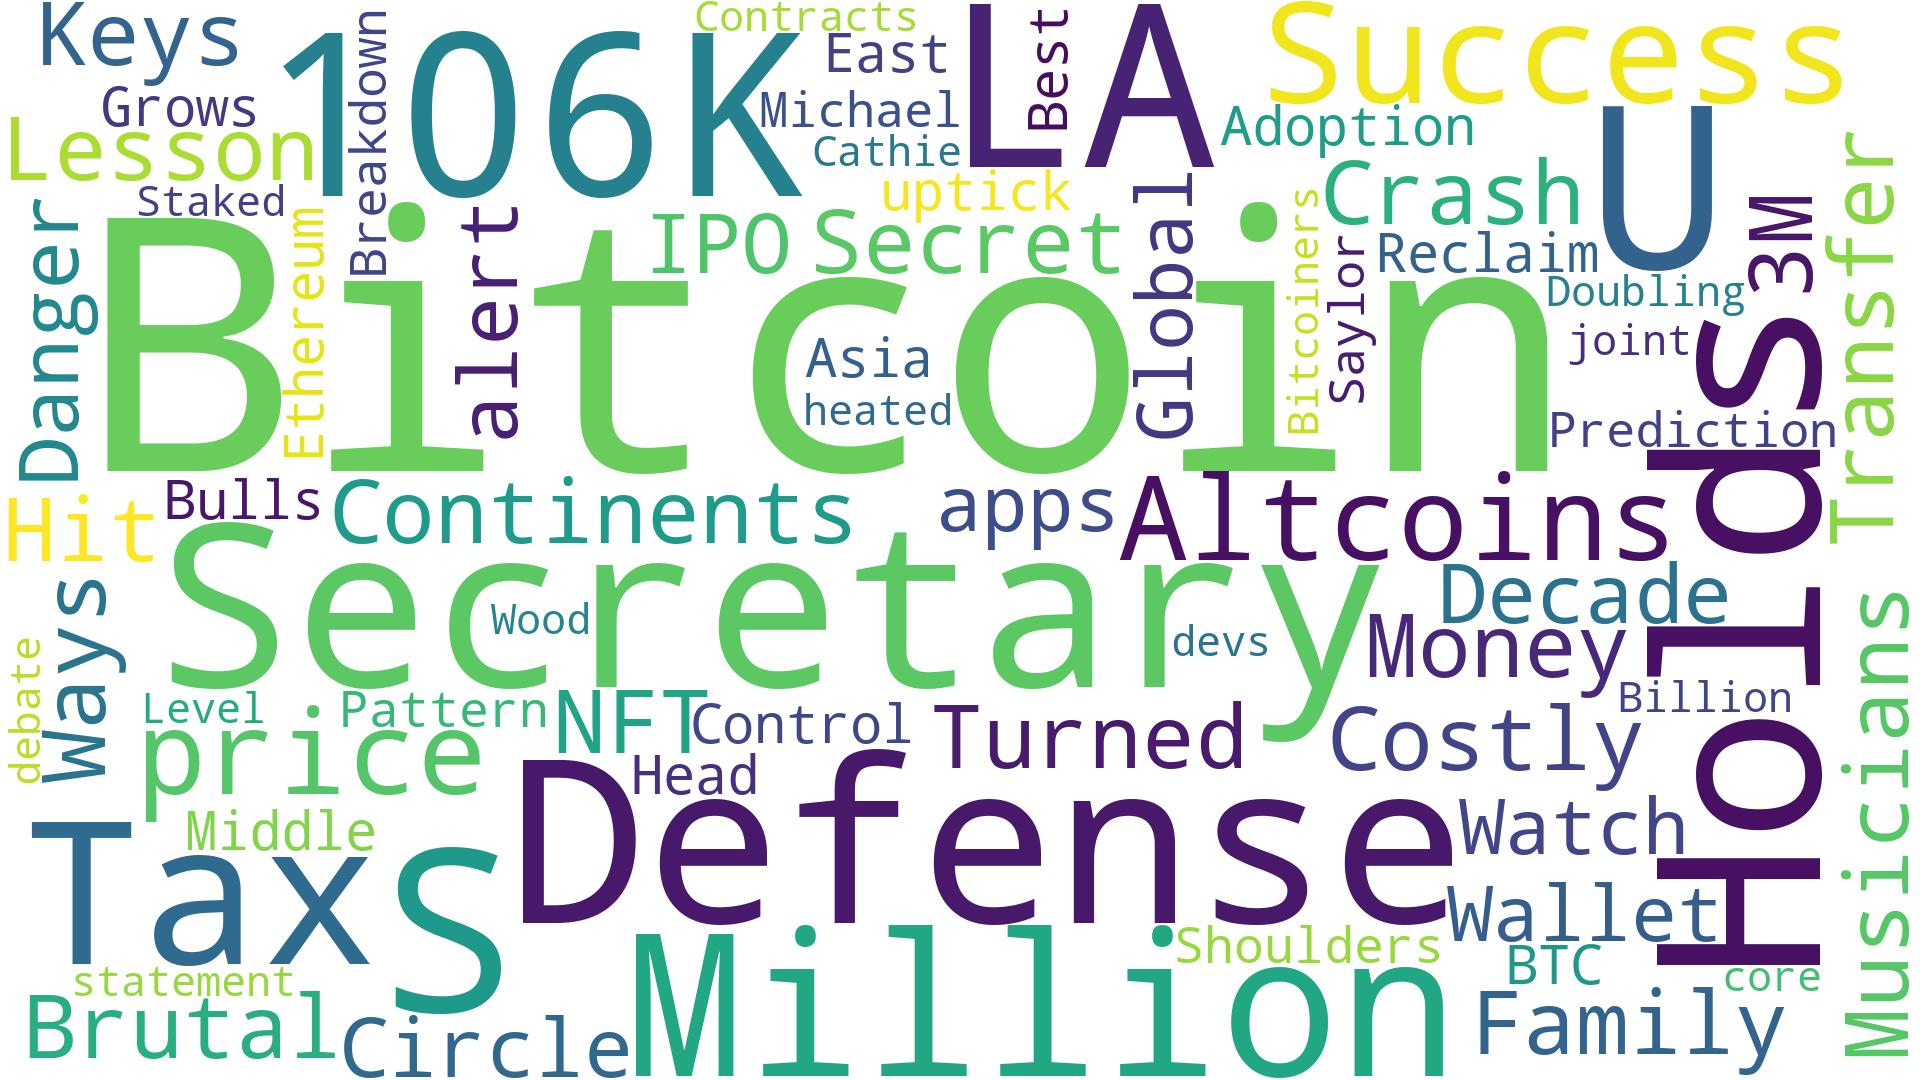 Keys
106K
Contracts
LA
Success
Grows
Breakdown
East
Best
Michael
Adoption
U
Lesson
Cathie
Staked
uptick
Crash
Transfer
Danger
Bitcoin
Ethereum
alert
IPO
Secret
Global
Bitcoiners
Saylor
Reclaim
3M
Doubling
joint
Asia
heated
Prediction
Holds
Hit
Bulls
Continents
apps
Altcoins
Secretary
Wood
devs
Decade
Money
Ways
debate
Level
Pattern
NFT
Control
Turned
Costly
Billion
Musicians
price
Head
Defense
Middle
Watch
Tax
S
Wallet
Million
Shoulders
BTC
statement
core
Brutal
Circle
Family